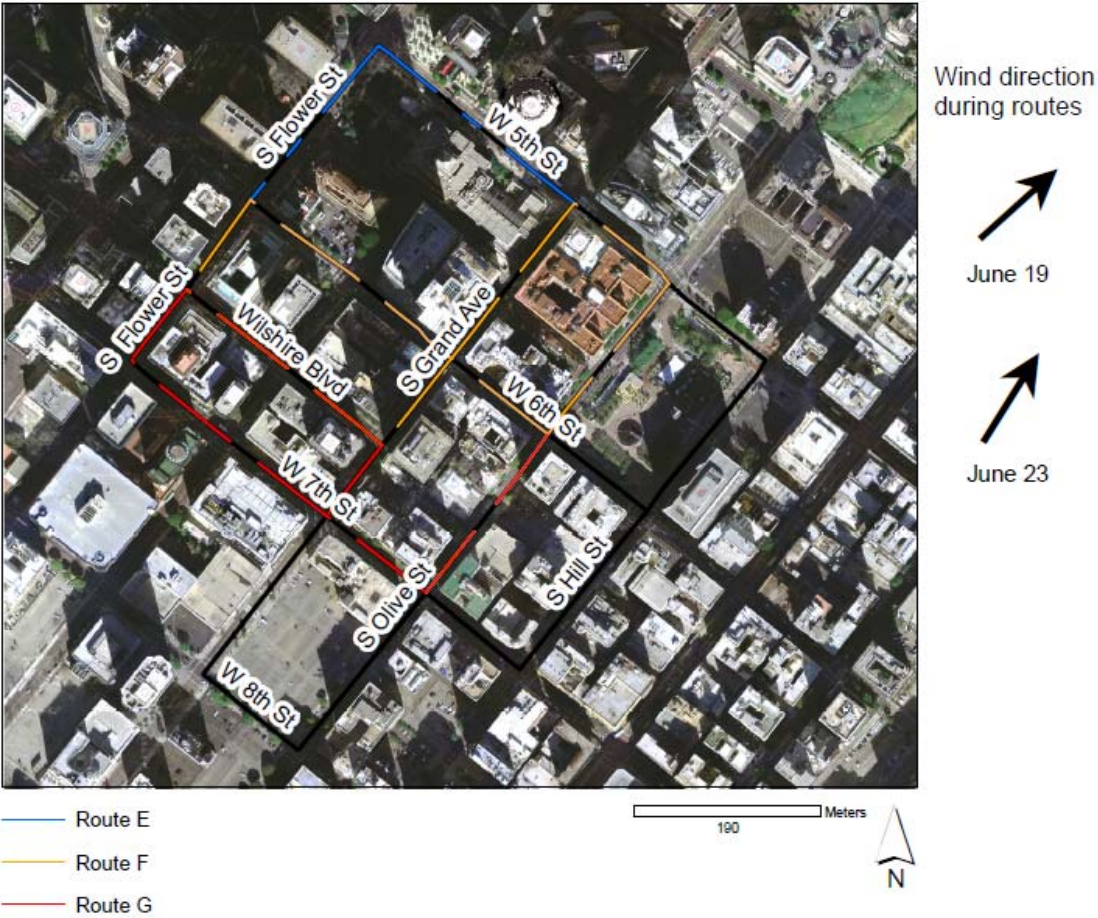 S Flower St
W 5th St
Wind direction
during routes
June 19
S Flower St
Wilshire Blvd
S Grand Ave
W 6th St
June 23
W 7th St
S Hill St
S Olive St
W 8th St
Route E
Route F
Route G
Meters
190
N